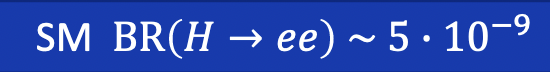 SM BR(H → ee) ~ 5 · 10⁻⁹